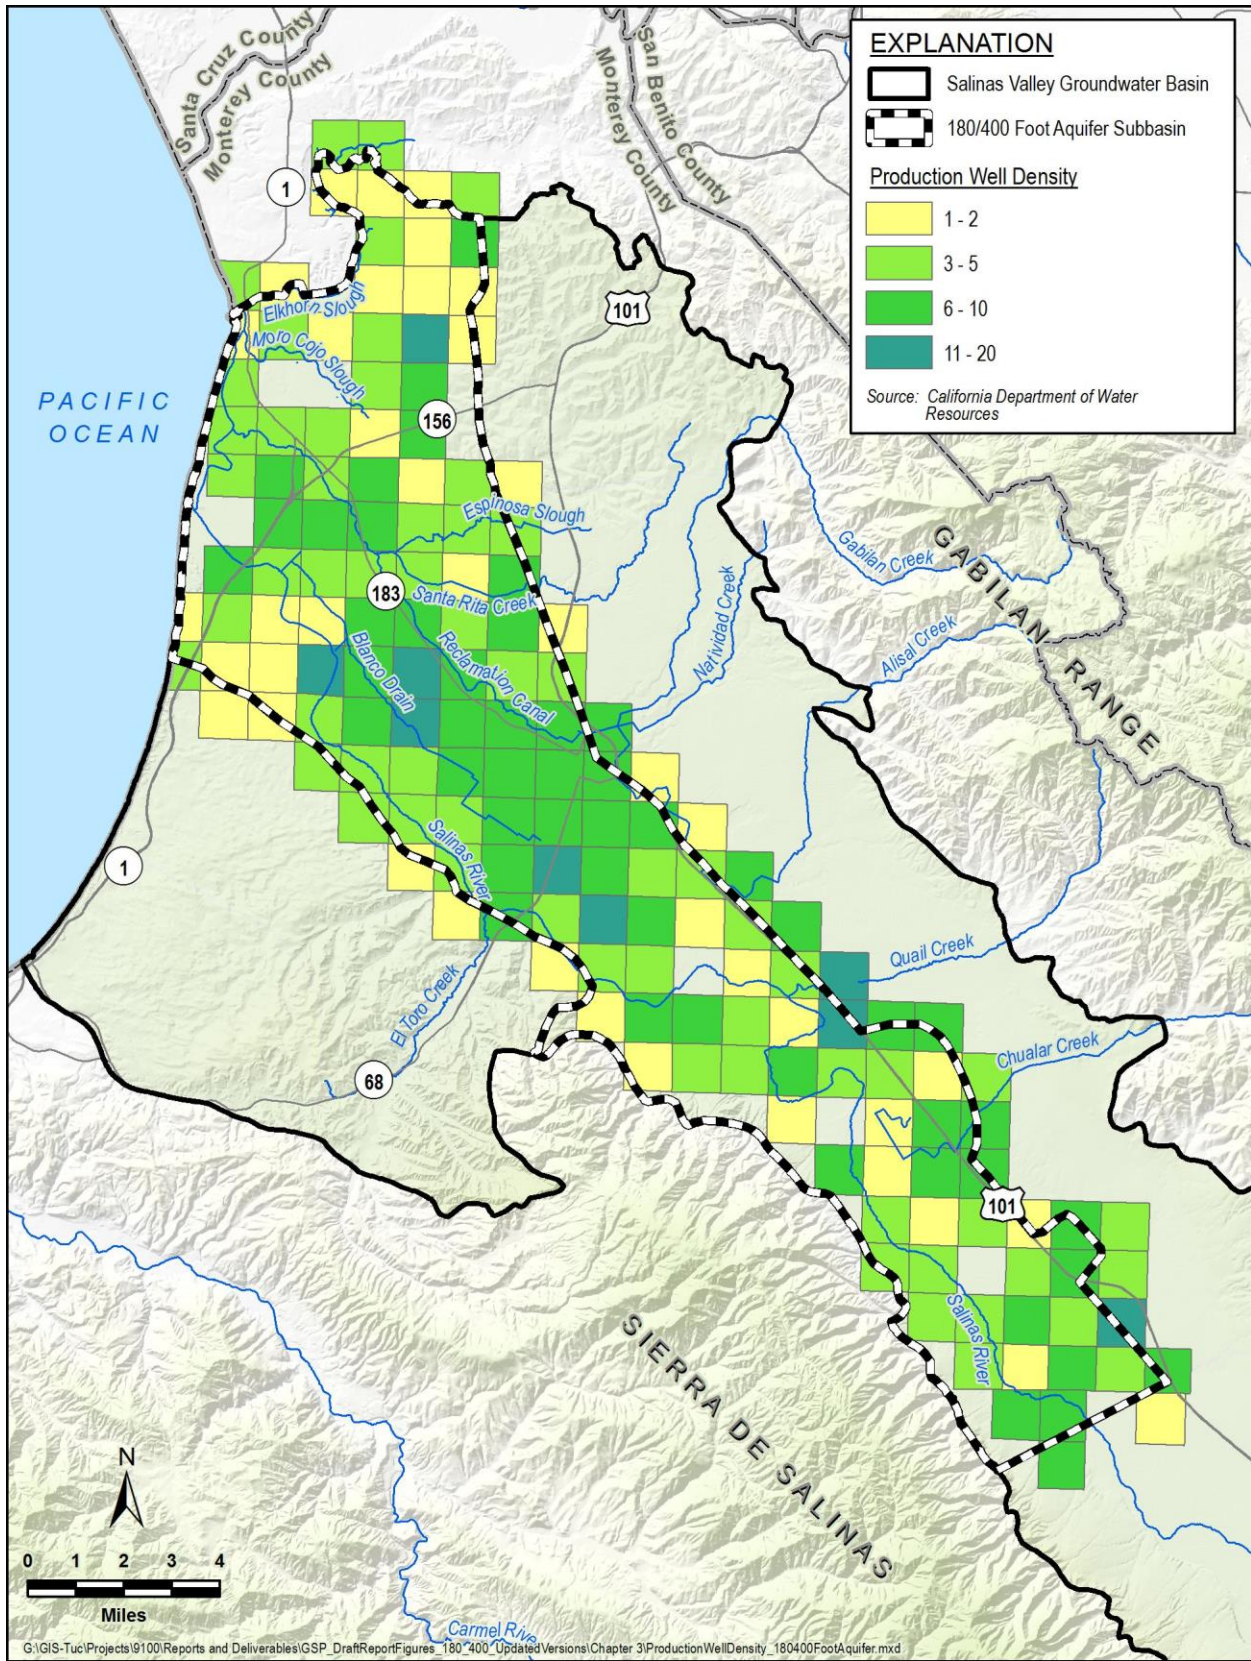 EXPLANATION
Salinas Valley Groundwater Basin
180/400 Foot Aquifer Subbasin
Production Well Density
1 - 2
3 - 5
6 - 10
11 - 20
Source: California Department of Water
Resources
Santa Cruz County
Monterey County
San Benito County
Monterey County
1
101
Elkhorn Slough
Moro Cojo Slough
PACIFIC
OCEAN
156
Espinosa Slough
Gabilan Creek
GABILAN RANGE
183
Santa Rita Creek
Natividad Creek
Alisal Creek
Blanco Drain
Reclamation Canal
Salinas River
1
El Toro Creek
Quail Creek
68
Chualar Creek
101
Salinas River
SIERRA DE SALINAS
N
0 1 2 3 4
Miles
Carmel River
G:\GIS-Tuc\Projects\9100\Reports and Deliverables\GSP_DraftReportFigures_180_400_UpdatedVersions\Chapter 3\ProductionWellDensity_180400FootAquifer.mxd